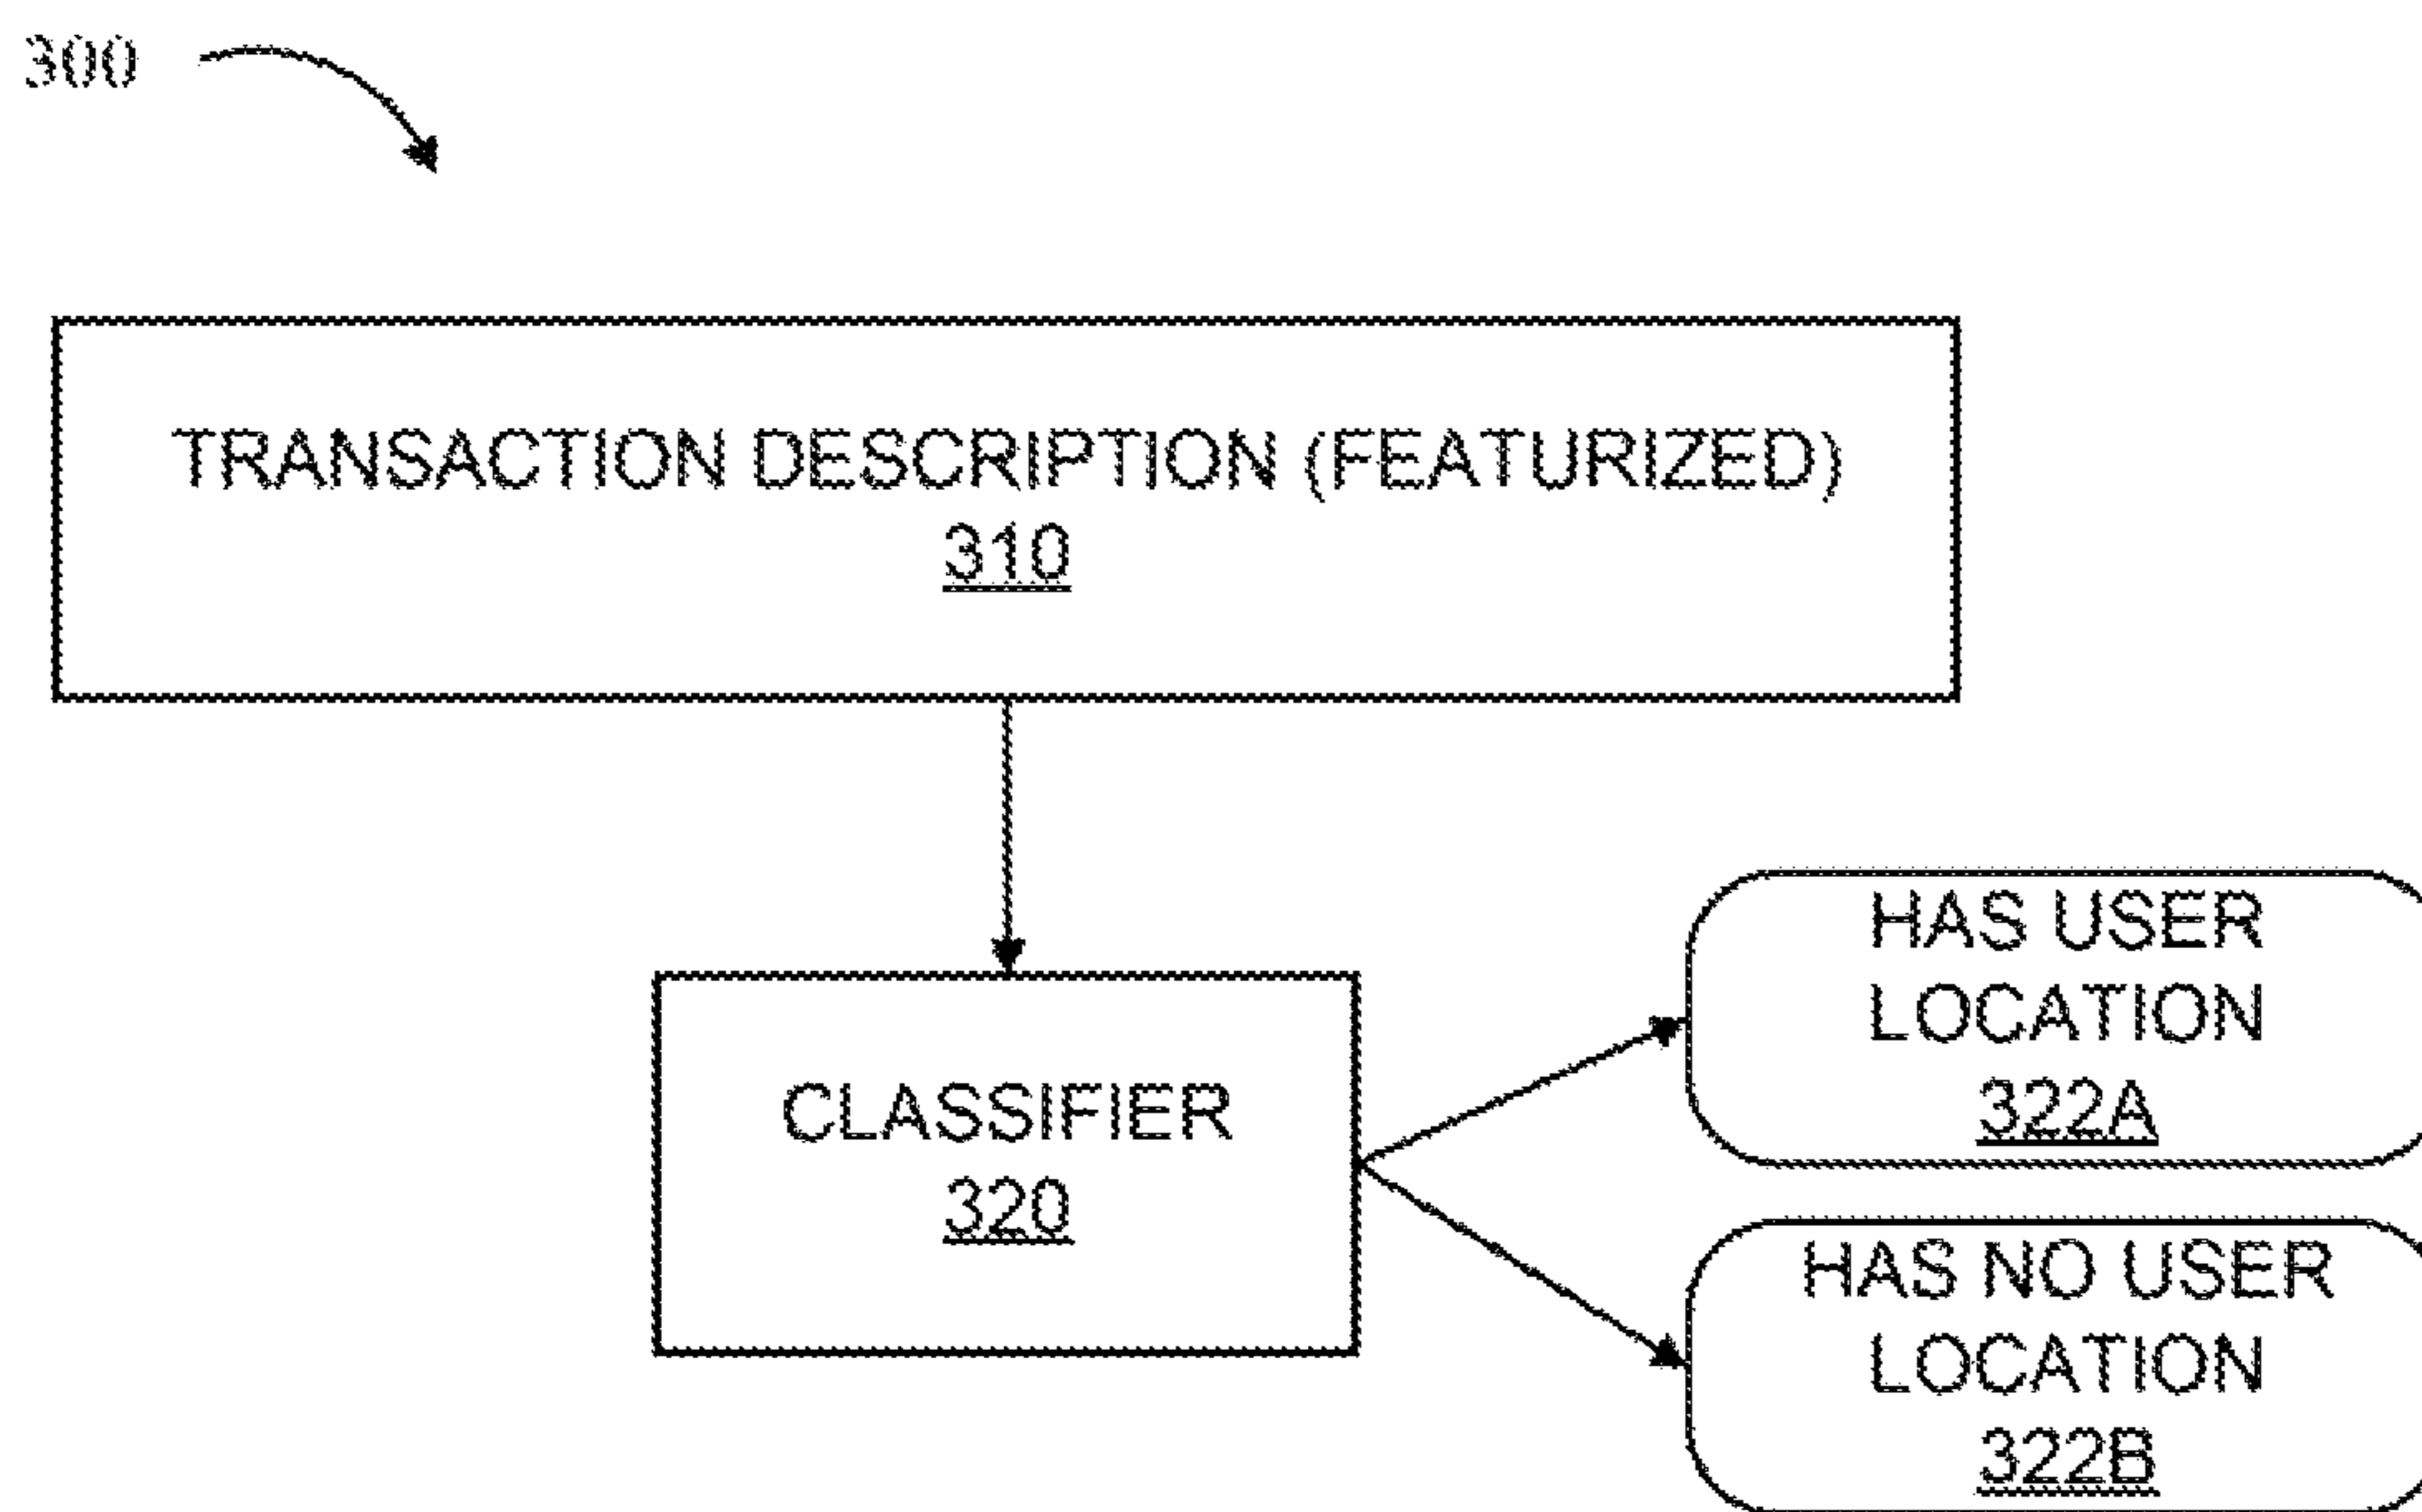 300
TRANSACTION DESCRIPTION (FEATURIZED)
310
CLASSIFIER
320
HAS USER
LOCATION
322A
HAS NO USER
LOCATION
322B